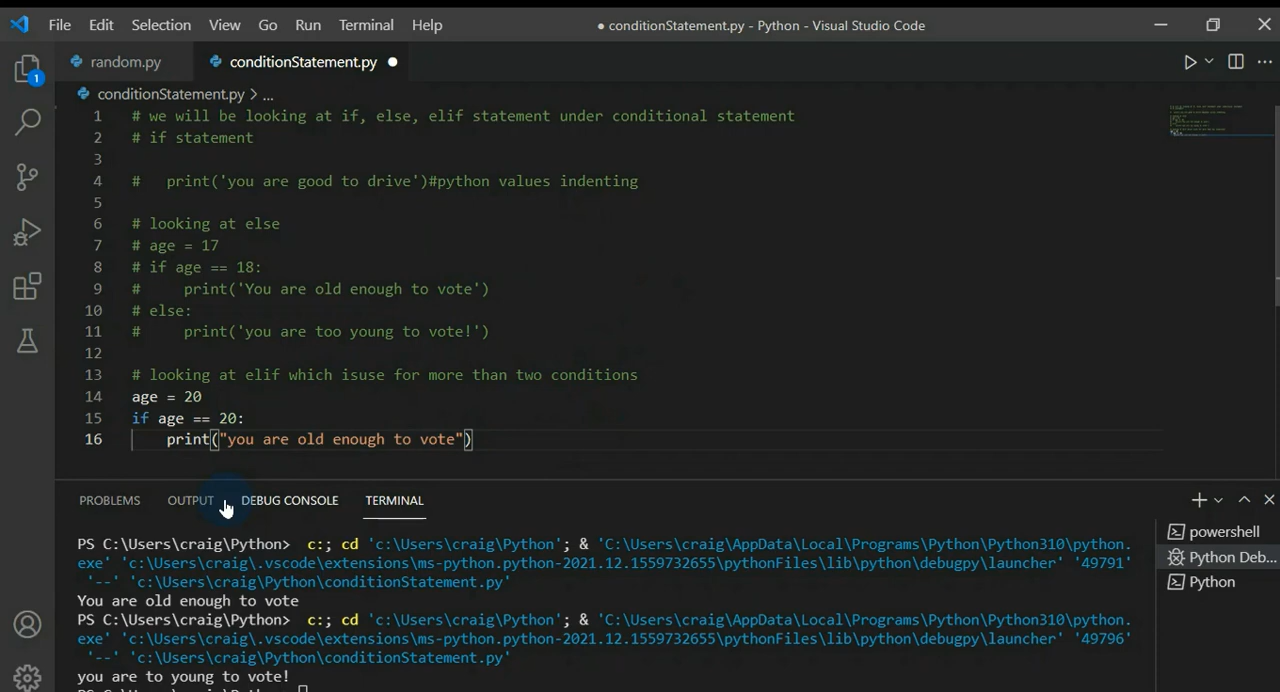 File Edit Selection View Go Run Terminal Help ● conditionStatement.py - Python - Visual Studio Code
random.py conditionStatement.py ●
conditionStatement.py > ...
1 # we will be looking at if, else, elif statement under conditional statement
2 # if statement
3
4 #   print('you are good to drive')#python values indenting
5
6 # looking at else
7 # age = 17
8 # if age == 18:
9 #     print('You are old enough to vote')
10 # else:
11 #     print('you are too young to vote!')
12
13 # looking at elif which isuse for more than two conditions
14 age = 20
15 if age == 20:
16     print("you are old enough to vote")
PROBLEMS OUTPUT DEBUG CONSOLE TERMINAL
PS C:\Users\craig\Python>  c:; cd 'c:\Users\craig\Python'; & 'C:\Users\craig\AppData\Local\Programs\Python\Python310\python.
exe' 'c:\Users\craig\.vscode\extensions\ms-python.python-2021.12.1559732655\pythonFiles\lib\python\debugpy\launcher' '49791'
'--' 'c:\Users\craig\Python\conditionStatement.py'
You are old enough to vote
PS C:\Users\craig\Python>  c:; cd 'c:\Users\craig\Python'; & 'C:\Users\craig\AppData\Local\Programs\Python\Python310\python.
exe' 'c:\Users\craig\.vscode\extensions\ms-python.python-2021.12.1559732655\pythonFiles\lib\python\debugpy\launcher' '49796'
'--' 'c:\Users\craig\Python\conditionStatement.py'
you are to young to vote!
powershell
Python Deb...
Python
1